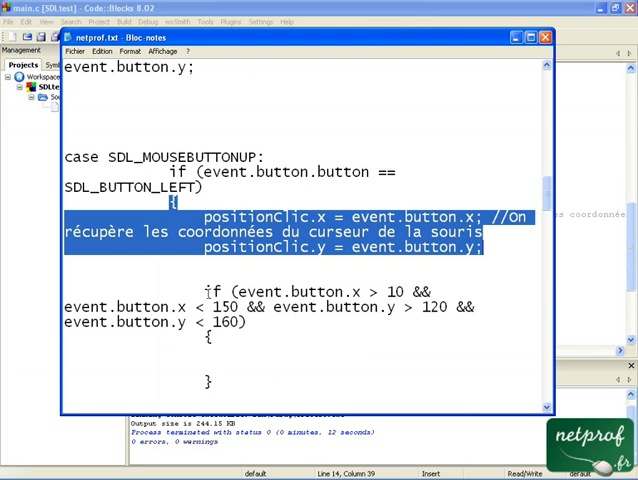 main.c [SDLtest] - Code::Blocks 8.02
File Edit View Search Project Build Debug wxSmith Tools Plugins Settings Help
Management
Projects
Workspace
SDLte
Sou
netprof.txt - Bloc-notes
Fichier Edition Format Affichage ?
event.button.y;
case SDL_MOUSEBUTTONUP:
if (event.button.button ==
SDL_BUTTON_LEFT)
{
positionClic.x = event.button.x; //On
récupère les coordonnées du curseur de la souris
positionClic.y = event.button.y;
if (event.button.x > 10 &&
event.button.x < 150 && event.button.y > 120 &&
event.button.y < 160)
{
}
es coordonnée
Output size is 244.15 KB
Process terminated with status 0 (0 minutes, 12 seconds)
0 errors, 0 warnings
default Line 14, Column 39 Insert Read/Write default
netprof
.fr